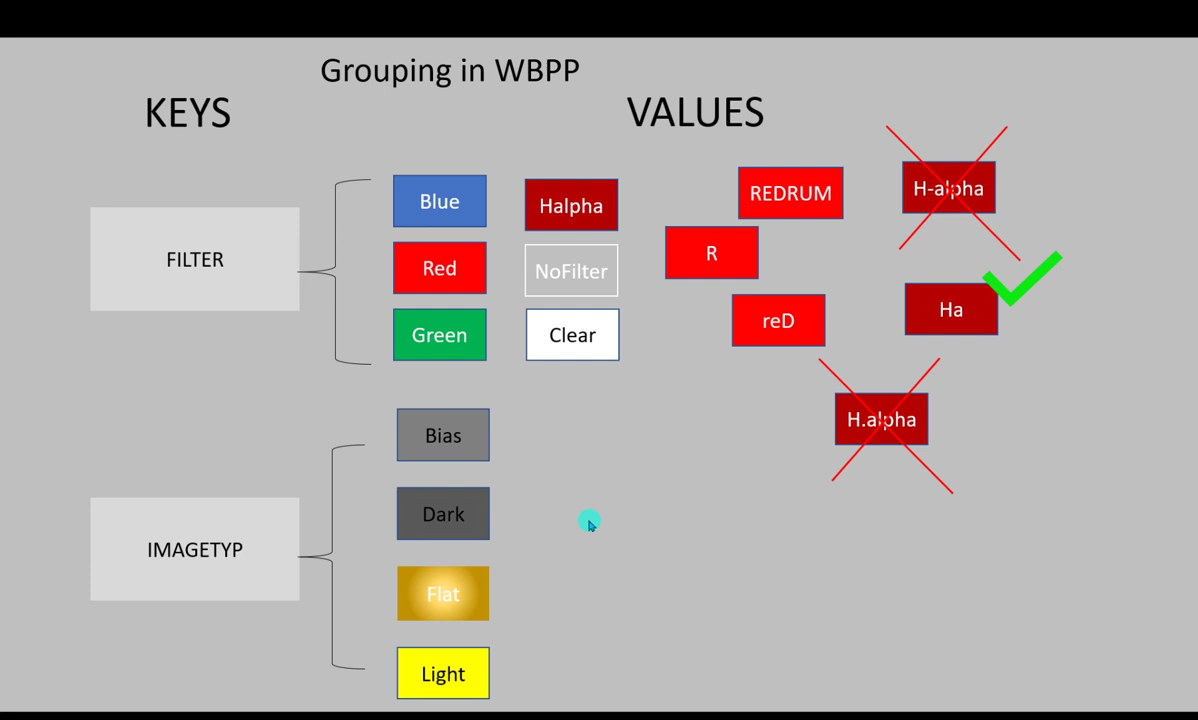 Grouping in WBPP
KEYS
VALUES
FILTER
Blue
Red
Green
Halpha
NoFilter
Clear
REDRUM
R
reD
H-alpha
Ha
H.alpha
IMAGETYP
Bias
Dark
Flat
Light